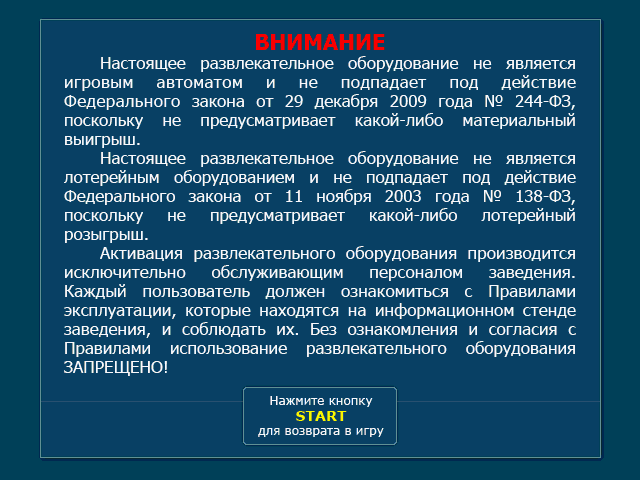 ВНИМАНИЕ
Настоящее развлекательное оборудование не является
игровым автоматом и не подпадает под действие
Федерального закона от 29 декабря 2009 года № 244-ФЗ,
поскольку не предусматривает какой-либо материальный
выигрыш.
Настоящее развлекательное оборудование не является
лотерейным оборудованием и не подпадает под действие
Федерального закона от 11 ноября 2003 года № 138-ФЗ,
поскольку не предусматривает какой-либо лотерейный
розыгрыш.
Активация развлекательного оборудования производится
исключительно обслуживающим персоналом заведения.
Каждый пользователь должен ознакомиться с Правилами
эксплуатации, которые находятся на информационном стенде
заведения, и соблюдать их. Без ознакомления и согласия с
Правилами использование развлекательного оборудования
ЗАПРЕЩЕНО!
Нажмите кнопку
START
для возврата в игру